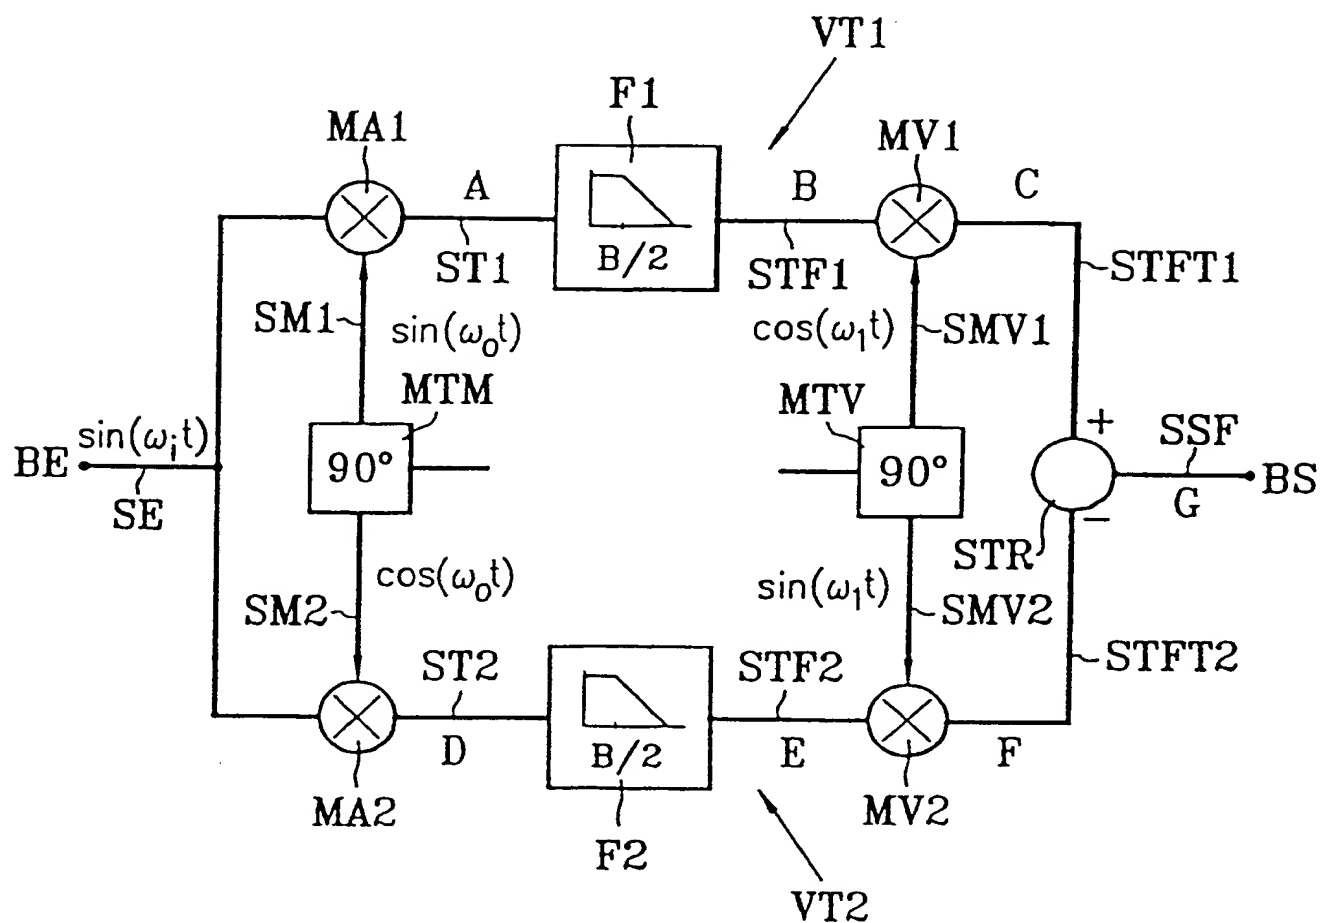 VT1
F1
MA1
MV1
A
B
C
B/2
ST1
STF1
STFT1
SM1
sin(ω₀t)
cos(ω₁t)
SMV1
MTM
MTV
+
SSF
sin(ωᵢt)
BE
90°
90°
BS
SE
G
−
STR
cos(ω₀t)
sin(ω₁t)
SM2
SMV2
ST2
STF2
STFT2
D
B/2
E
F
MA2
MV2
F2
VT2